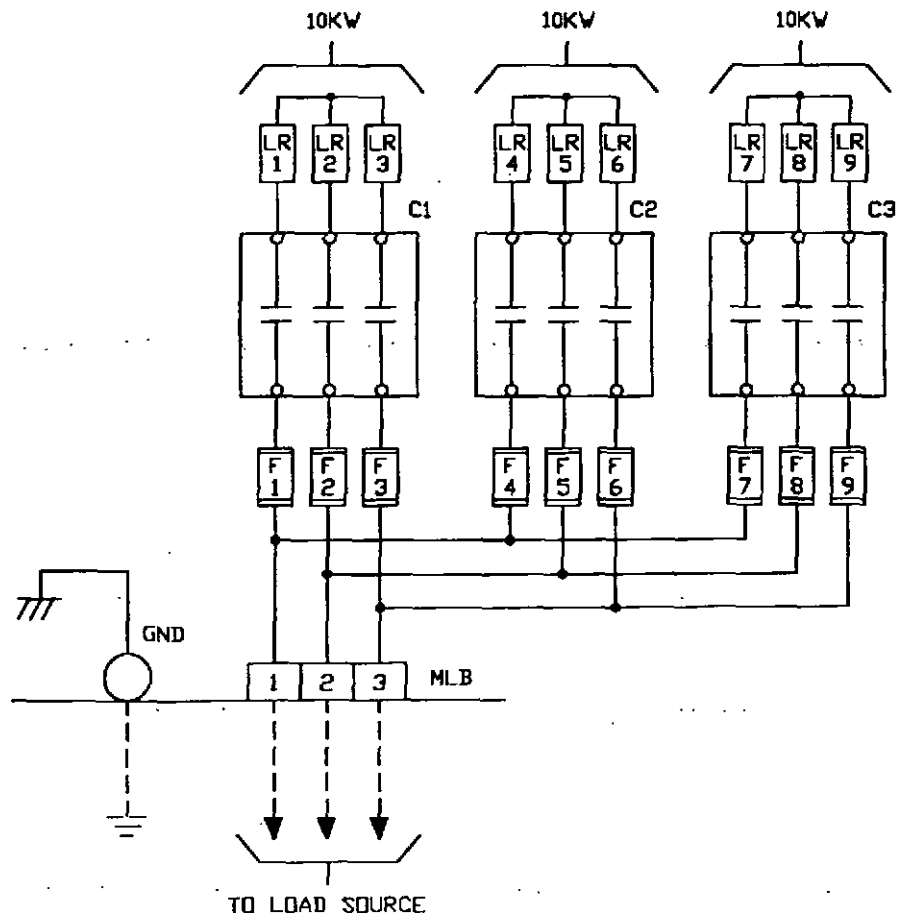 10KW 10KW 10KW
LR 1 LR 2 LR 3 LR 4 LR 5 LR 6 LR 7 LR 8 LR 9
C1 C2 C3
F 1 F 2 F 3 F 4 F 5 F 6 F 7 F 8 F 9
GND
1 2 3 MLB
TO LOAD SOURCE